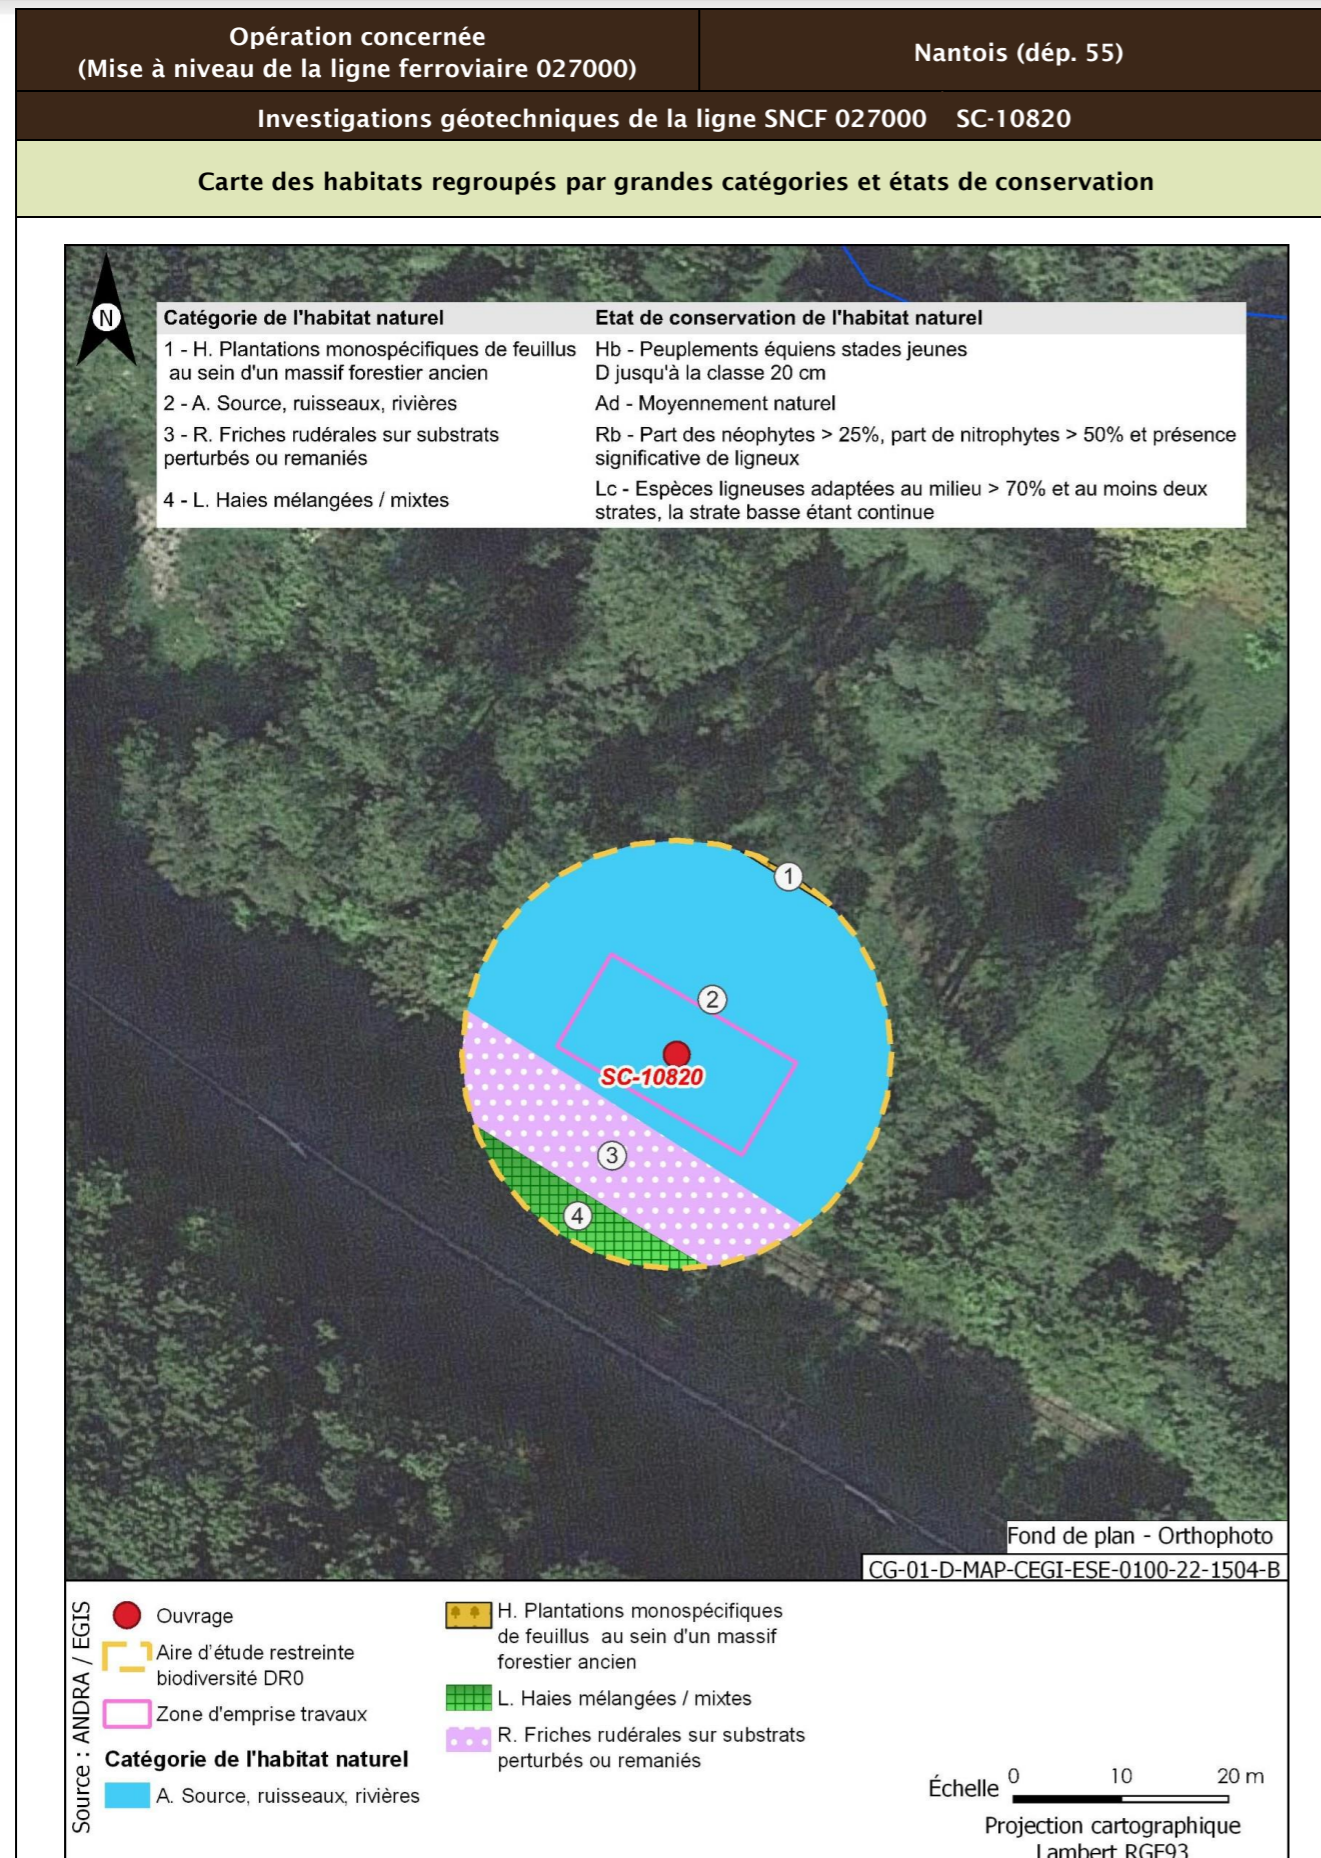 Opération concernée
(Mise à niveau de la ligne ferroviaire 027000)
Nantois (dép. 55)
Investigations géotechniques de la ligne SNCF 027000 SC-10820
Carte des habitats regroupés par grandes catégories et états de conservation
N
Catégorie de l'habitat naturel
Etat de conservation de l'habitat naturel
1 - H. Plantations monospécifiques de feuillus
au sein d'un massif forestier ancien
Hb - Peuplements équiens stades jeunes
D jusqu'à la classe 20 cm
2 - A. Source, ruisseaux, rivières
Ad - Moyennement naturel
3 - R. Friches rudérales sur substrats
perturbés ou remaniés
Rb - Part des néophytes > 25%, part de nitrophytes > 50% et présence
significative de ligneux
4 - L. Haies mélangées / mixtes
Lc - Espèces ligneuses adaptées au milieu > 70% et au moins deux
strates, la strate basse étant continue
1
2
SC-10820
3
4
Fond de plan - Orthophoto
CG-01-D-MAP-CEGI-ESE-0100-22-1504-B
Source : ANDRA / EGIS
Ouvrage
Aire d'étude restreinte
biodiversité DR0
Zone d'emprise travaux
Catégorie de l'habitat naturel
A. Source, ruisseaux, rivières
H. Plantations monospécifiques
de feuillus au sein d'un massif
forestier ancien
L. Haies mélangées / mixtes
R. Friches rudérales sur substrats
perturbés ou remaniés
Échelle 0 10 20 m
Projection cartographique
Lambert RGF93